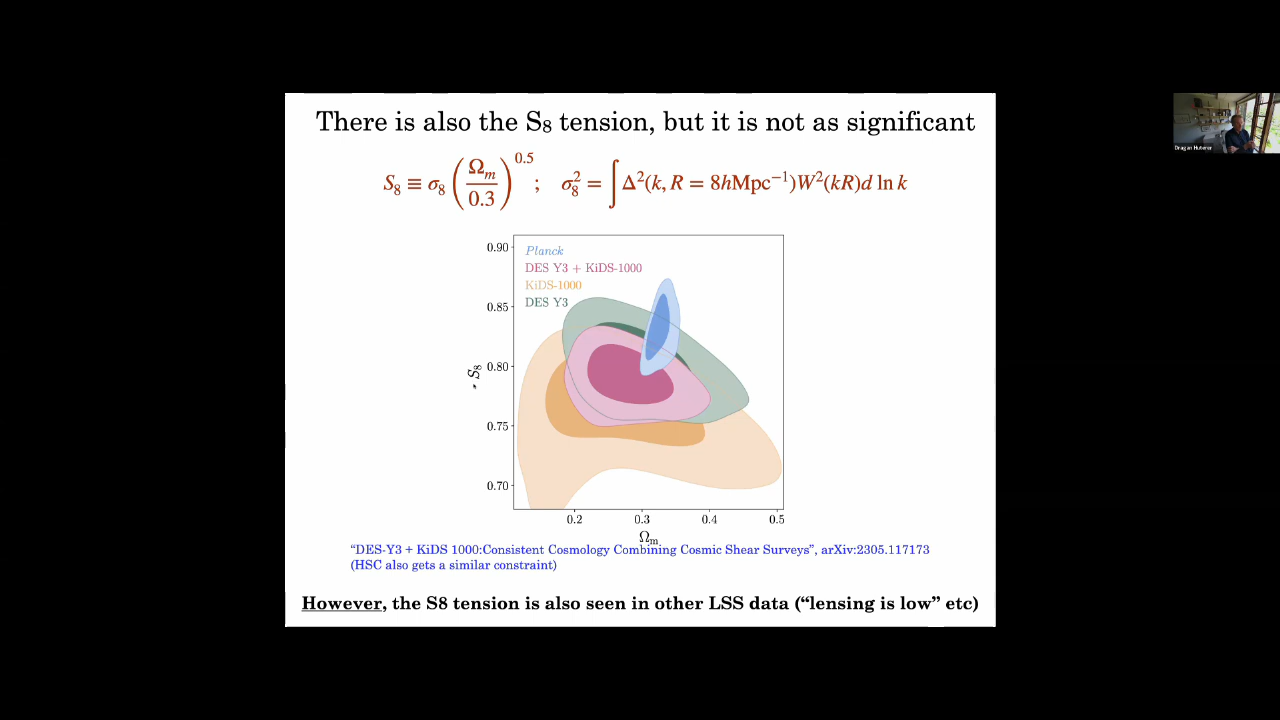 There is also the S₈ tension, but it is not as significant
S₈ ≡ σ₈ (Ωₘ/0.3)^0.5 ; σ₈² = ∫ Δ²(k, R = 8hMpc⁻¹)W²(kR)d ln k
Planck
DES Y3 + KiDS-1000
KiDS-1000
DES Y3
0.90
0.85
0.80
0.75
0.70
S₈
0.2 0.3 0.4 0.5
Ωₘ
“DES-Y3 + KiDS 1000:Consistent Cosmology Combining Cosmic Shear Surveys”, arXiv:2305.117173
(HSC also gets a similar constraint)
However, the S8 tension is also seen in other LSS data (“lensing is low” etc)
Dragan Huterer